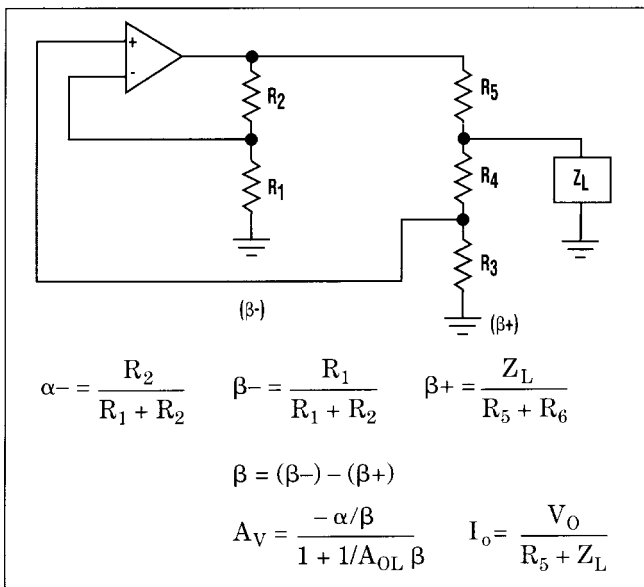 +
-
R2
R5
R1
R4
ZL
R3
(β-)
(β+)
α− = R2 / (R1 + R2)
β− = R1 / (R1 + R2)
β+ = ZL / (R5 + R6)
β = (β−) − (β+)
AV = (−α/β) / (1 + 1/AOL β)
Io = VO / (R5 + ZL)